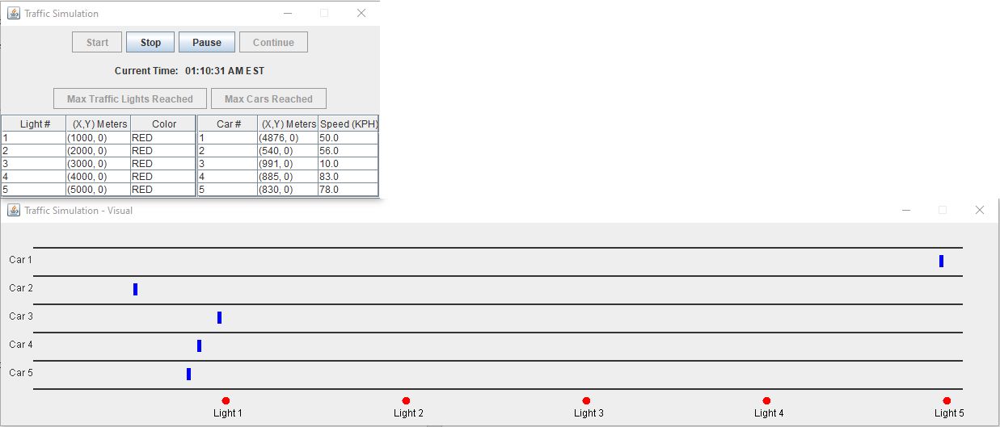 Traffic Simulation
Start Stop Pause Continue
Current Time: 01:10:31 AM EST
Max Traffic Lights Reached Max Cars Reached
Light # (X,Y) Meters Color Car # (X,Y) Meters Speed (KPH)
1 (1000, 0) RED 1 (4876, 0) 50.0
2 (2000, 0) RED 2 (540, 0) 56.0
3 (3000, 0) RED 3 (991, 0) 10.0
4 (4000, 0) RED 4 (885, 0) 83.0
5 (5000, 0) RED 5 (830, 0) 78.0
Traffic Simulation - Visual
Car 1
Car 2
Car 3
Car 4
Car 5
Light 1 Light 2 Light 3 Light 4 Light 5